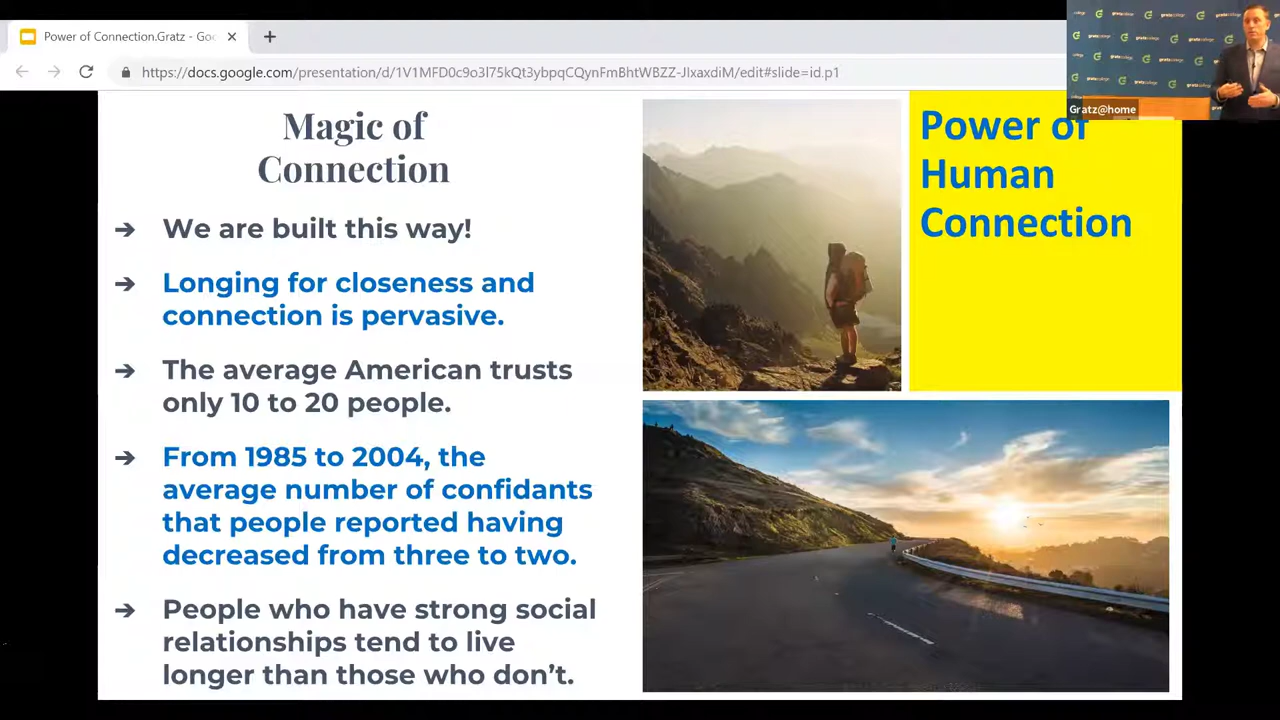 Power of Connection.Gratz - Goo
https://docs.google.com/presentation/d/1V1MFD0c9o3l75kQt3ybpqCQynFmBhtWBZZ-JIxaxdiM/edit#slide=id.p1
Gratz@home
Magic of
Connection
➔ We are built this way!
➔ Longing for closeness and
connection is pervasive.
➔ The average American trusts
only 10 to 20 people.
➔ From 1985 to 2004, the
average number of confidants
that people reported having
decreased from three to two.
➔ People who have strong social
relationships tend to live
longer than those who don’t.
Power of
Human
Connection